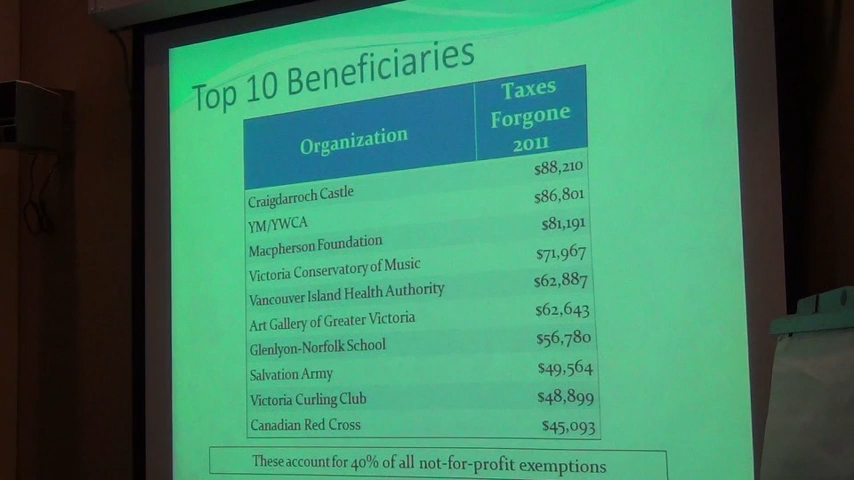 Top 10 Beneficiaries
Organization Taxes Forgone 2011
Craigdarroch Castle $88,210
YM/YWCA $86,801
Macpherson Foundation $81,191
Victoria Conservatory of Music $71,967
Vancouver Island Health Authority $62,887
Art Gallery of Greater Victoria $62,643
Glenlyon-Norfolk School $56,780
Salvation Army $49,564
Victoria Curling Club $48,899
Canadian Red Cross $45,093
These account for 40% of all not-for-profit exemptions